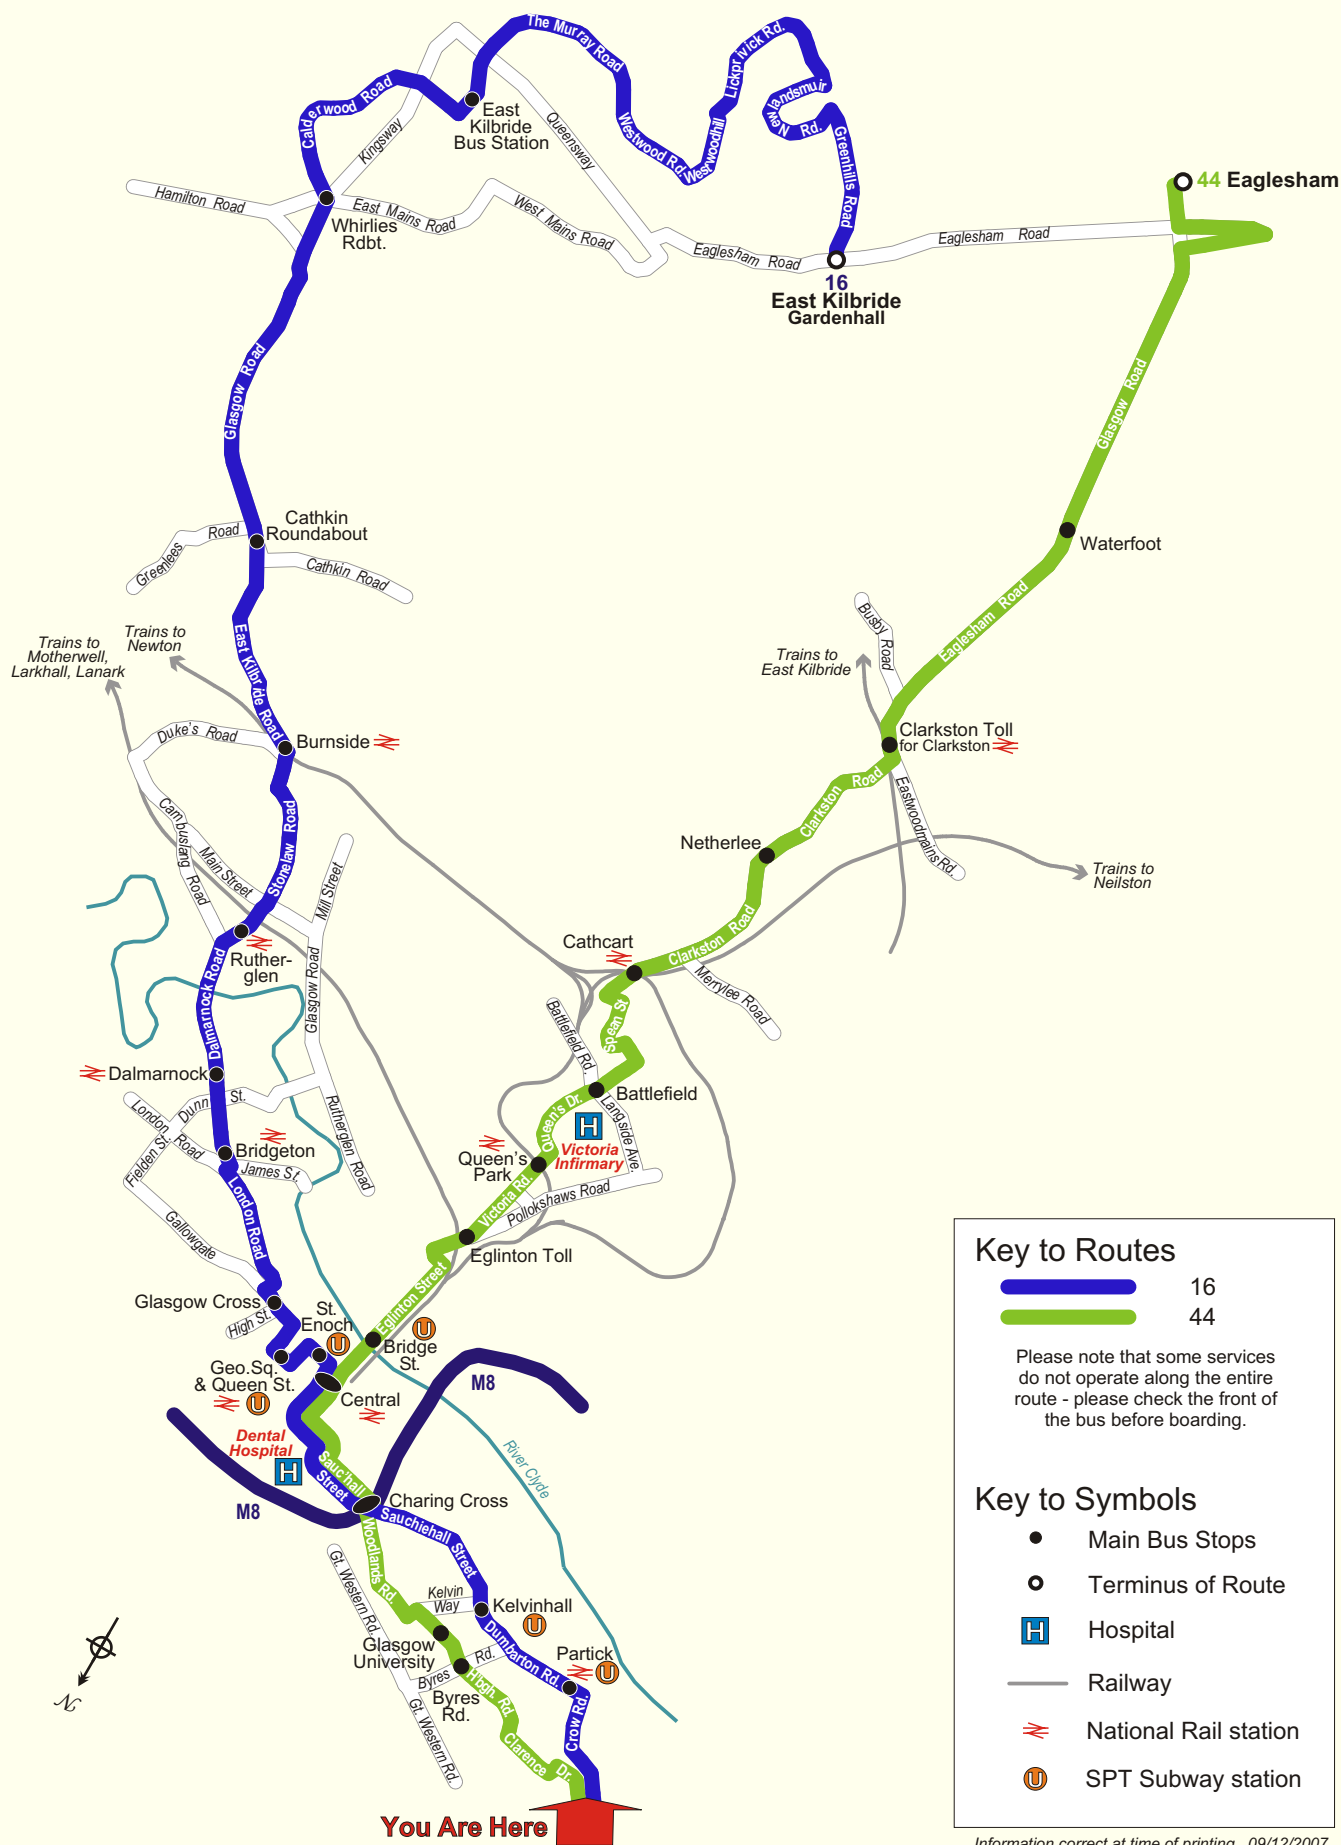 The Murray Road
Lickprivick Rd.
Calderwood Road
Kingsway
East
Kilbride
Bus Station
Queensway
Westwood Rd.
Westwoodhill
Newlandsmuir
Rd.
Greenhills Road
Hamilton Road
Whirlies
Rdbt.
East Mains Road
West Mains Road
Eaglesham Road
Eaglesham Road
44 Eaglesham
16
East Kilbride
Gardenhall
Glasgow Road
Glasgow Road
Cathkin
Roundabout
Greenlees Road
Cathkin Road
Waterfoot
Eaglesham Road
Busby Road
Trains to
Motherwell,
Larkhall, Lanark
Trains to
Newton
East Kilbride Road
Trains to
East Kilbride
Duke's Road
Burnside
Clarkston Toll
for Clarkston
Clarkston Road
Eastwoodmains Rd.
Cambuslang Road
Main Street
Stonelaw Road
Mill Street
Netherlee
Trains to
Neilston
Ruther-
glen
Dalmarnock Road
Glasgow Road
Cathcart
Clarkston Road
Merrylee Road
Spean St
Battlefield Rd.
Battlefield
Dalmarnock
Dunn St.
London Road
Fielden St.
Rutherglen Road
Queen's Dr.
Langside Ave.
Victoria
Infirmary
Queen's
Park
Bridgeton
James St.
Victoria Rd.
Pollokshaws Road
London Road
Gallowgate
Eglinton Toll
Eglinton Street
Glasgow Cross
High St.
St.
Enoch
Bridge
St.
Geo.Sq.
& Queen St.
Central
M8
Dental
Hospital
Sauc'hall
Street
M8
Charing Cross
River Clyde
Sauchiehall Street
Woodlands Rd.
Gt. Western Rd.
Kelvin
Way
Kelvinhall
Glasgow
University
Dumbarton Rd.
Partick
Byres Rd.
Byres
Rd.
H'bgh. Rd.
Gt. Western Rd.
Crow Rd.
Clarence Dr.
N
You Are Here
Key to Routes
16
44
Please note that some services
do not operate along the entire
route - please check the front of
the bus before boarding.
Key to Symbols
Main Bus Stops
Terminus of Route
H Hospital
Railway
National Rail station
U SPT Subway station
Information correct at time of printing 09/12/2007